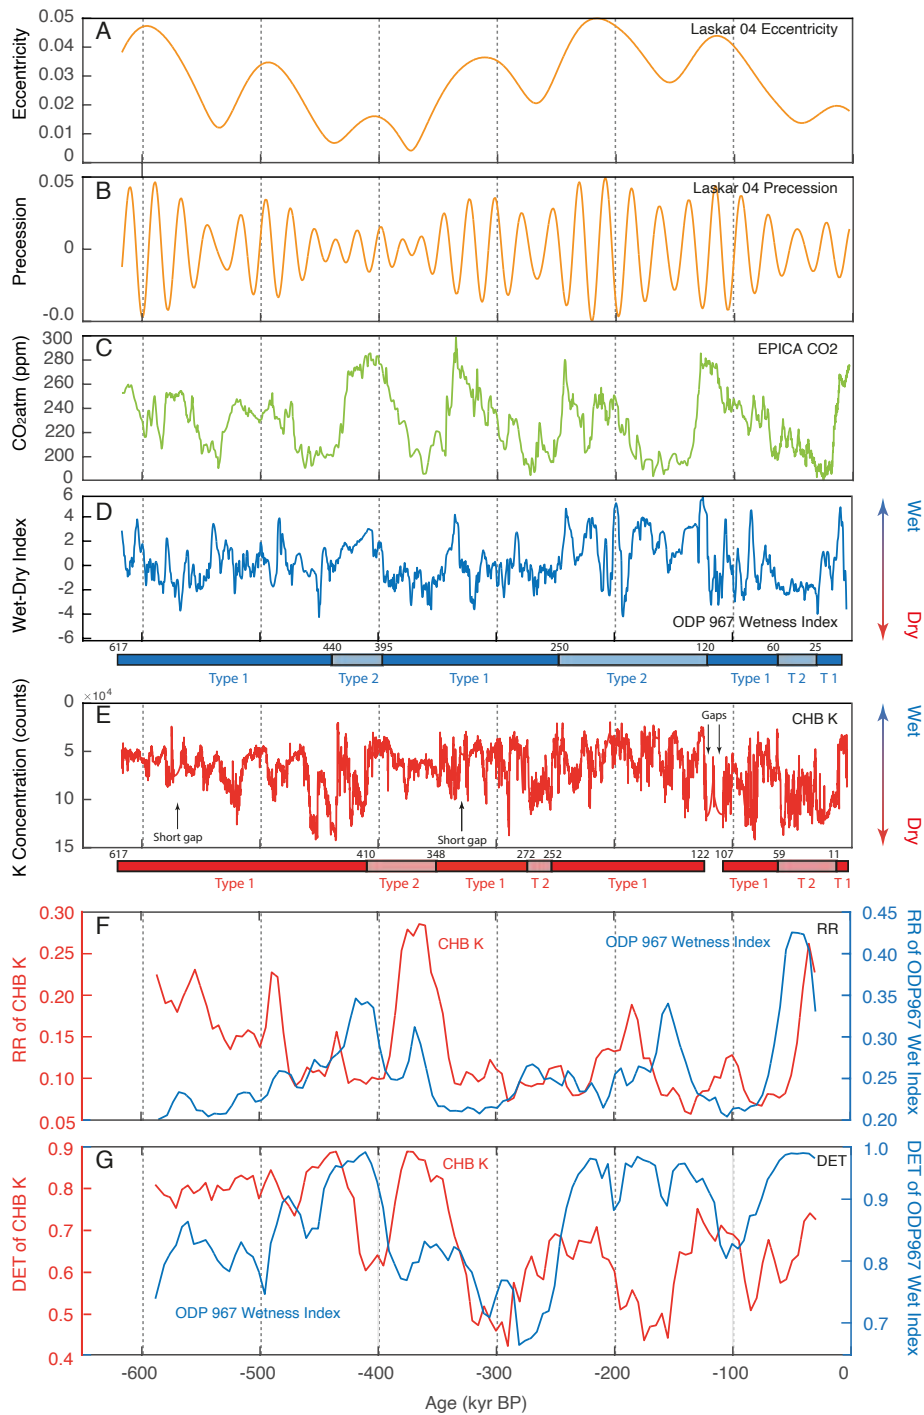 A
Laskar 04 Eccentricity
Eccentricity
0.05
0.04
0.03
0.02
0.01
0
B
Laskar 04 Precession
Precession
0.05
0
-0.0
C
EPICA CO2
CO2atm (ppm)
300
280
260
240
220
200
0
D
ODP 967 Wetness Index
Wet-Dry Index
6
4
2
0
-2
-4
-6
Wet
Dry
617 440 395 250 120 60 25
Type 1 Type 2 Type 1 Type 2 Type 1 T 2 T 1
×10⁴
E
CHB K
K Concentration (counts)
0
5
10
15
Gaps
Short gap
Short gap
Wet
Dry
617 410 348 272 252 122 107 59 11
Type 1 Type 2 Type 1 T 2 Type 1 Type 1 T 2 T 1
F
RR
CHB K
ODP 967 Wetness Index
RR of CHB K
0.30
0.25
0.20
0.15
0.10
0.05
RR of ODP967 Wet Index
0.45
0.40
0.35
0.30
0.25
0.20
G
DET
CHB K
ODP 967 Wetness Index
DET of CHB K
0.9
0.8
0.7
0.6
0.5
0.4
DET of ODP967 Wet Index
1.0
0.9
0.8
0.7
-600 -500 -400 -300 -200 -100 0
Age (kyr BP)